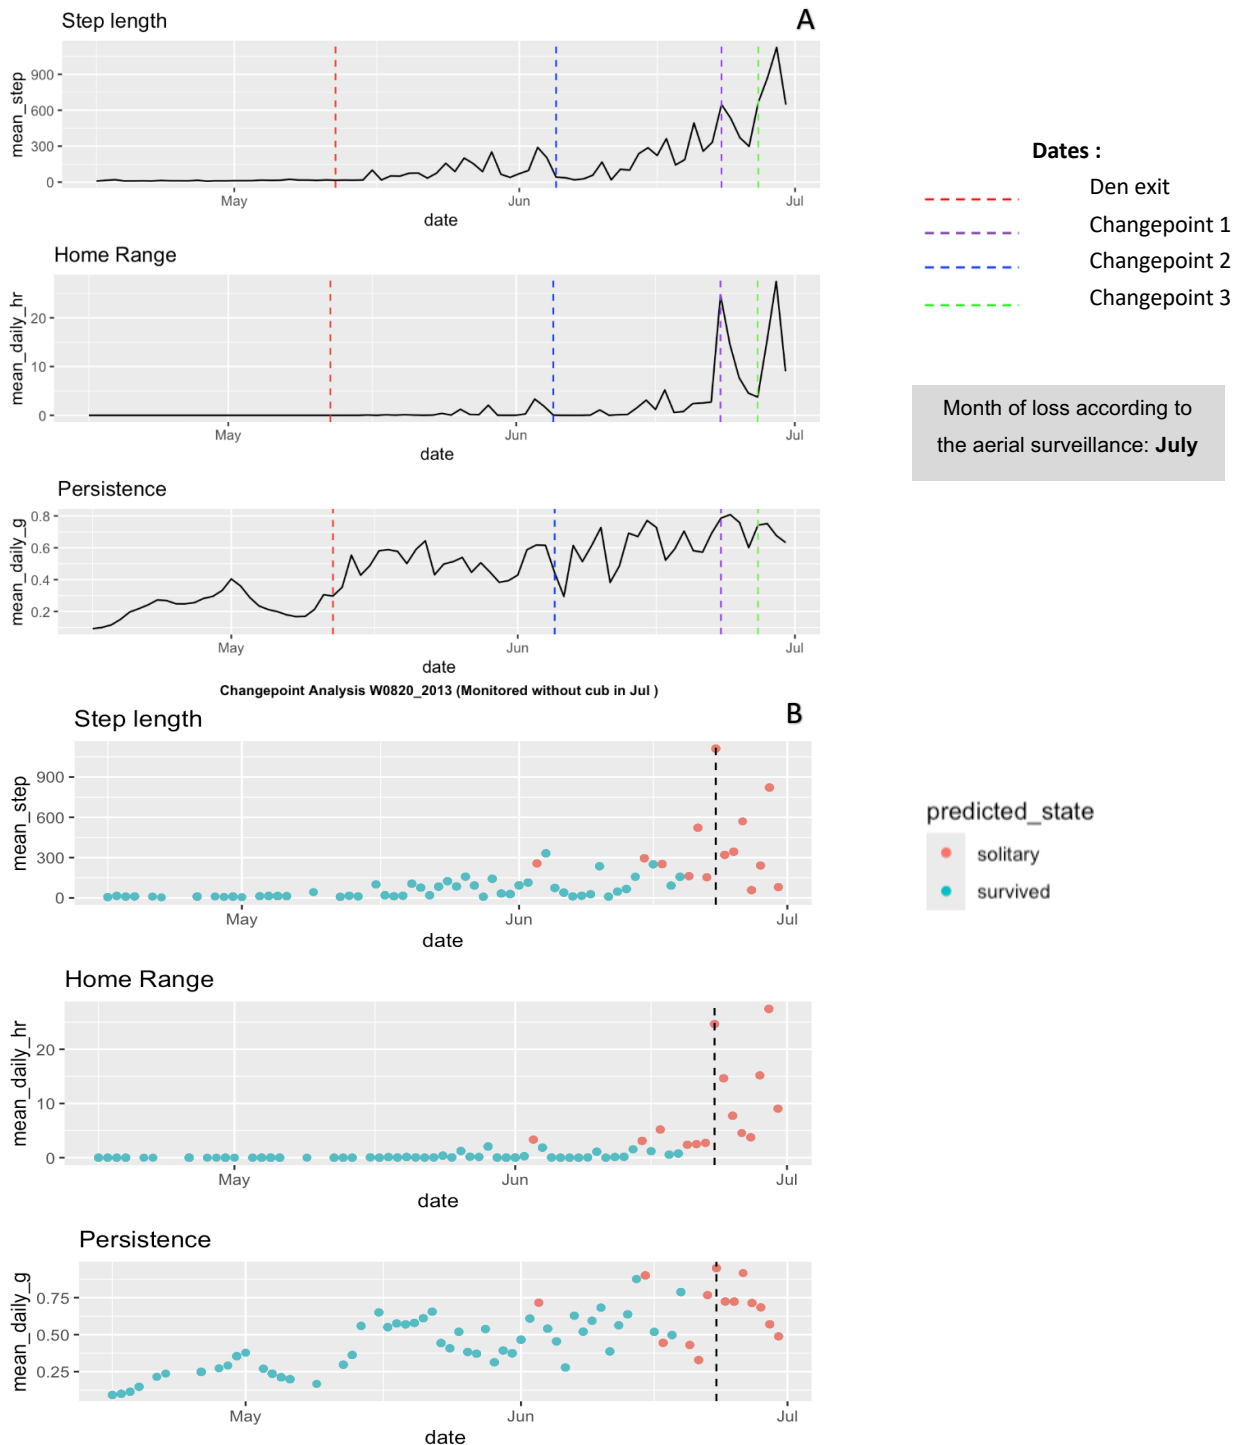 Step length
A
mean_step
900
600
300
0
May
Jun
Jul
date
Home Range
mean_daily_hr
20
10
0
May
Jun
Jul
date
Persistence
mean_daily_g
0.8
0.6
0.4
0.2
May
Jun
Jul
date
Dates :
Den exit
Changepoint 1
Changepoint 2
Changepoint 3
Month of loss according to
the aerial surveillance: July
Changepoint Analysis W0820_2013 (Monitored without cub in Jul )
Step length
B
mean_step
900
600
300
0
May
Jun
Jul
date
Home Range
mean_daily_hr
20
10
0
May
Jun
Jul
date
Persistence
mean_daily_g
0.75
0.50
0.25
May
Jun
Jul
date
predicted_state
solitary
survived